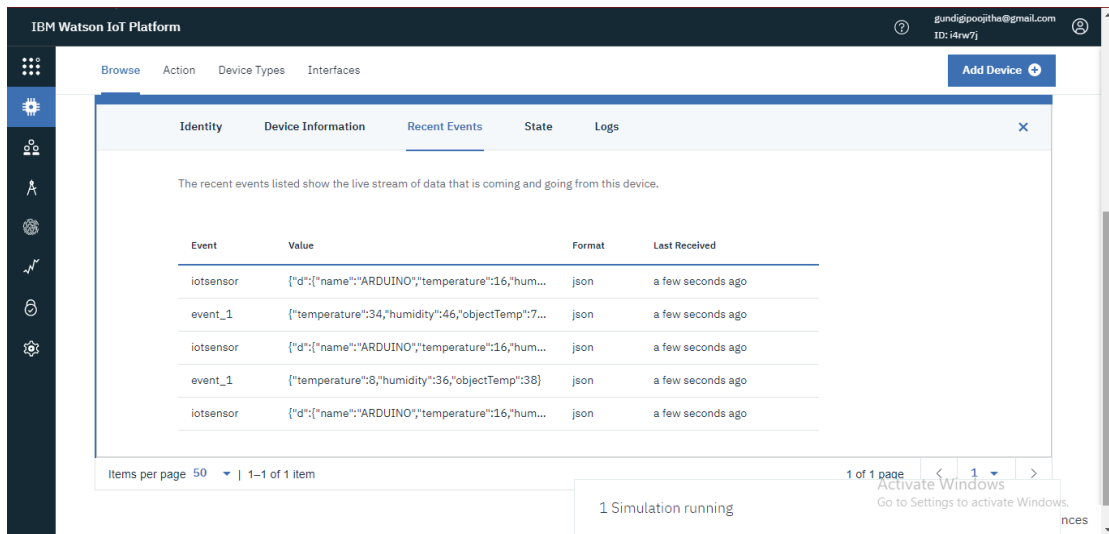 IBM Watson IoT Platform
gundigipoojitha@gmail.com
ID: i4rw7j
Browse Action Device Types Interfaces Add Device
Identity Device Information Recent Events State Logs
The recent events listed show the live stream of data that is coming and going from this device.
Event Value Format Last Received
iotsensor {"d":{"name":"ARDUINO","temperature":16,"hum... json a few seconds ago
event_1 {"temperature":34,"humidity":46,"objectTemp":7... json a few seconds ago
iotsensor {"d":{"name":"ARDUINO","temperature":16,"hum... json a few seconds ago
event_1 {"temperature":8,"humidity":36,"objectTemp":38} json a few seconds ago
iotsensor {"d":{"name":"ARDUINO","temperature":16,"hum... json a few seconds ago
Items per page 50 | 1–1 of 1 item 1 of 1 page 1
Activate Windows
1 Simulation running Go to Settings to activate Windows.
nces